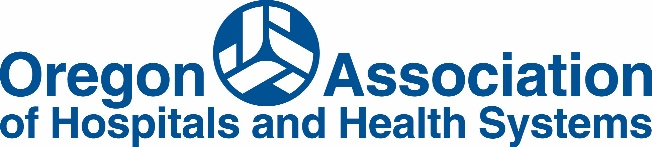 Oregon Association
of Hospitals and Health Systems